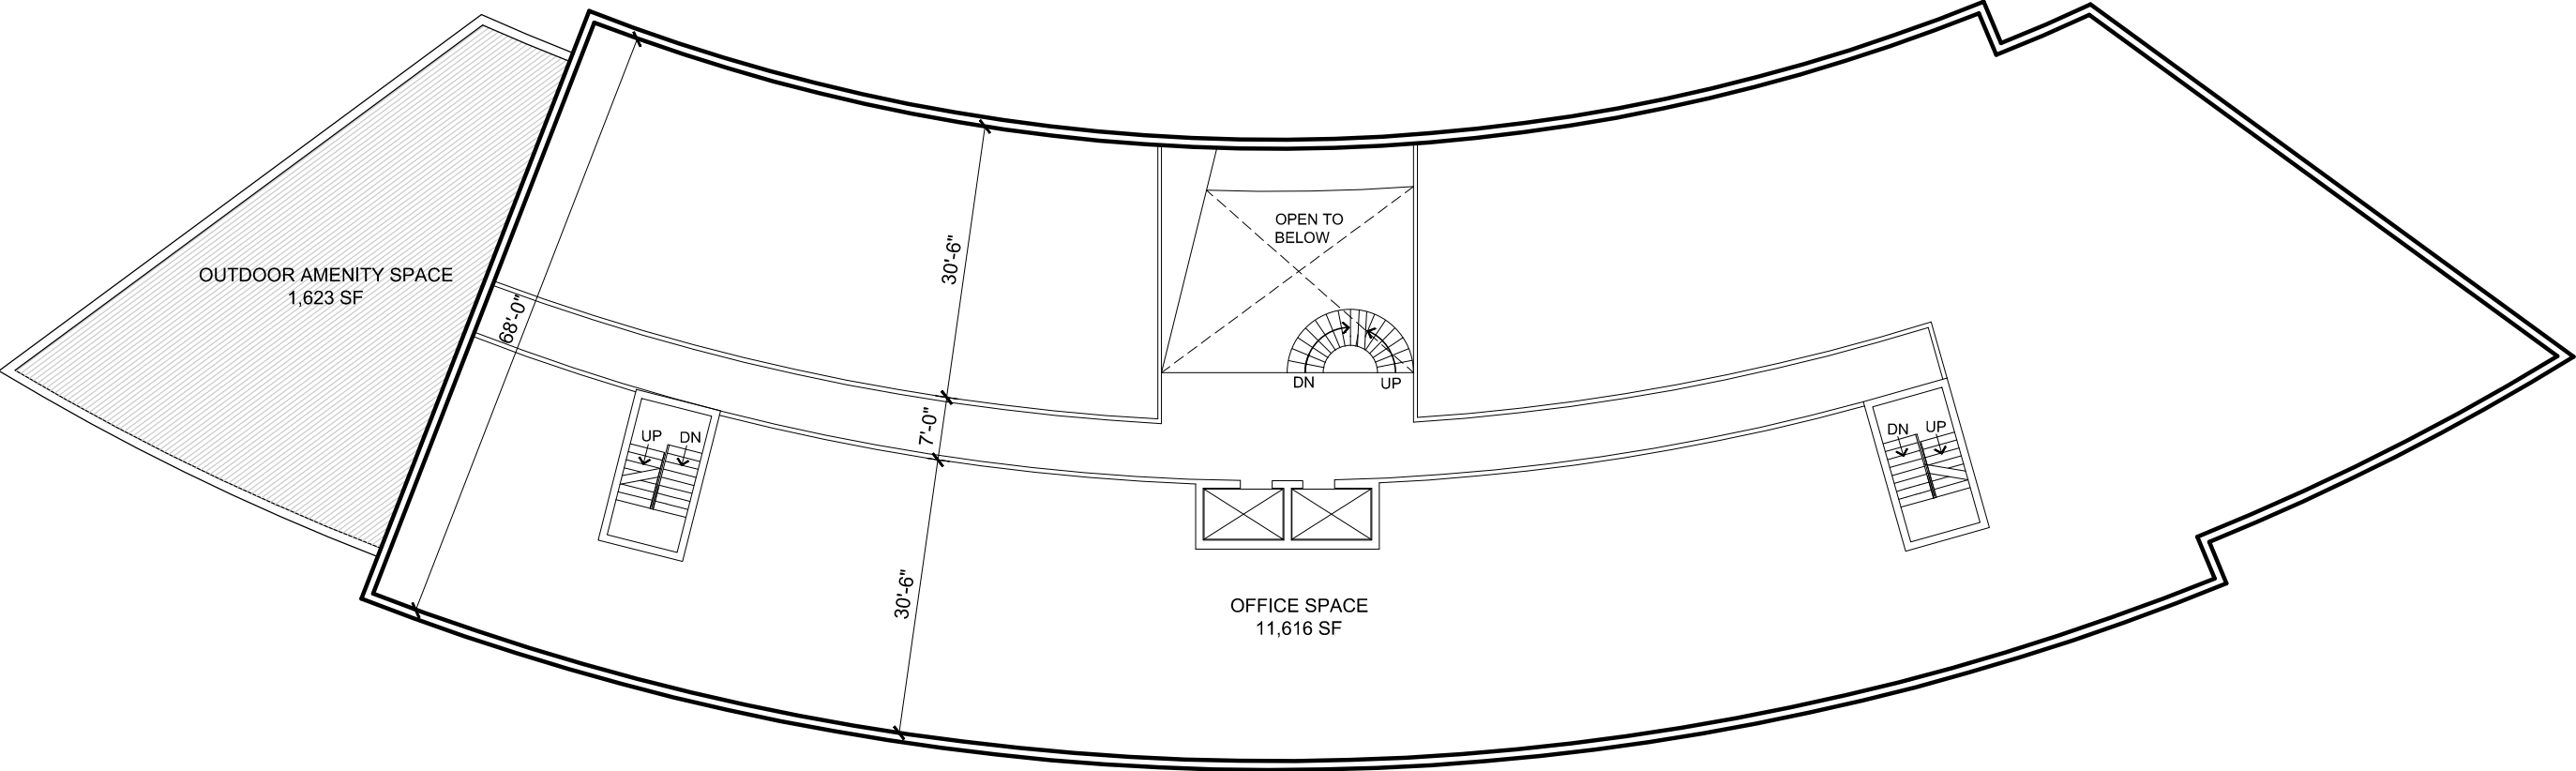 OPEN TO
BELOW
DN
UP
OUTDOOR AMENITY SPACE
1,623 SF
68'-0"
30'-6"
7'-0"
30'-6"
UP
DN
DN
UP
OFFICE SPACE
11,616 SF